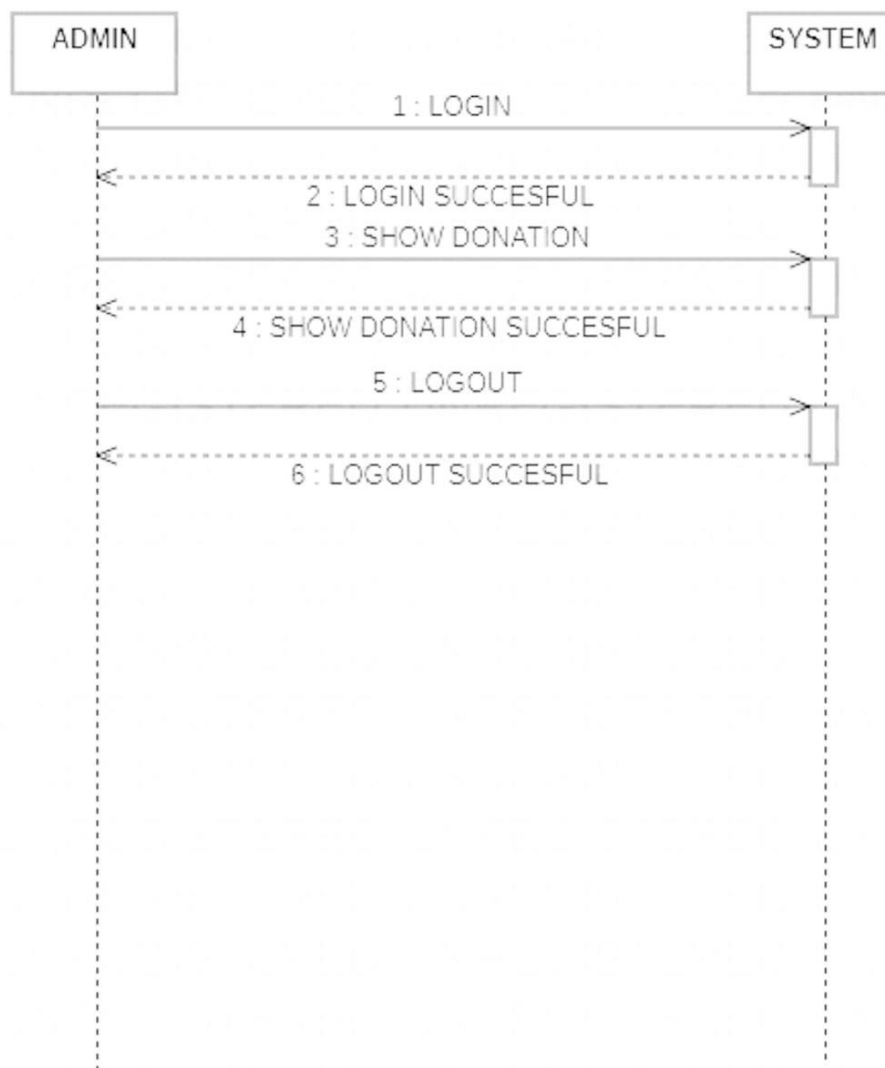 ADMIN
SYSTEM
1 : LOGIN
2 : LOGIN SUCCESFUL
3 : SHOW DONATION
4 : SHOW DONATION SUCCESFUL
5 : LOGOUT
6 : LOGOUT SUCCESFUL